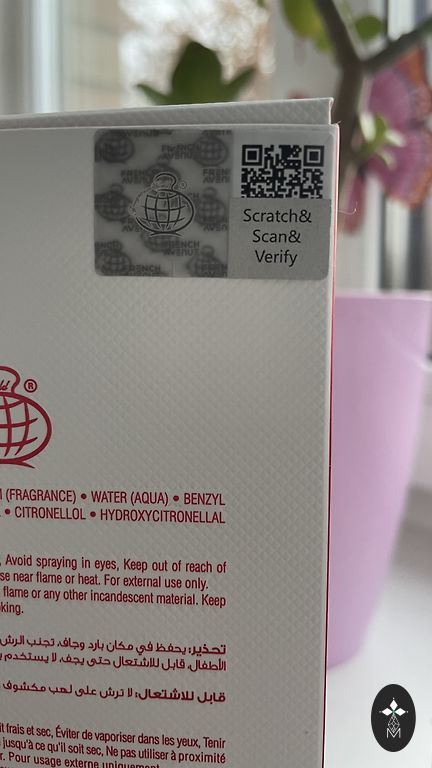 FRENCH
AVENUE
Scratch&
Scan&
Verify
®
(FRAGRANCE) • WATER (AQUA) • BENZYL
• CITRONELLOL • HYDROXYCITRONELLAL
, Avoid spraying in eyes, Keep out of reach of
se near flame or heat. For external use only.
flame or any other incandescent material. Keep
king.
تحذير: يحفظ في مكان بارد وجاف، تجنب الرش
الأطفال، قابل للاشتعال حتى يجف، لا يستخدم
قابل للاشتعال: لا ترش على لهب مكشوف
it frais et sec, Éviter de vaporiser dans les yeux, Tenir
jusqu'à ce qu'il soit sec, Ne pas utiliser à proximité
r. Pour usage externe uniquement